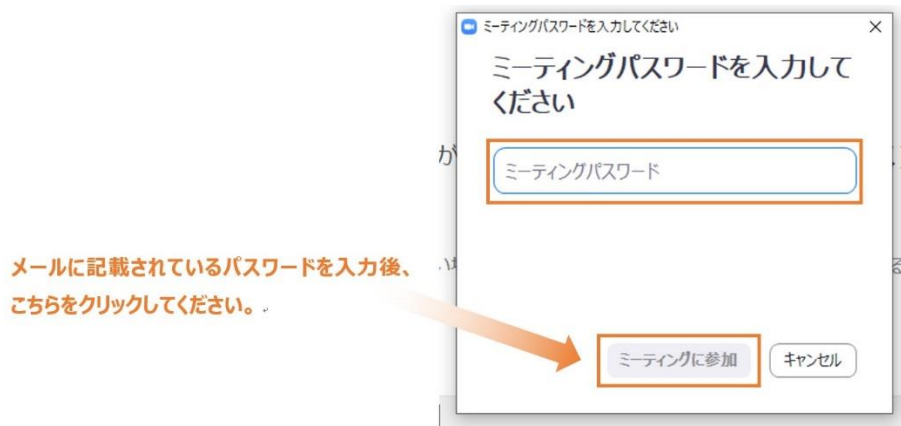 ミーティングパスワードを入力してください
ミーティングパスワードを入力して
ください
が
ミーティングパスワード
メールに記載されているパスワードを入力後、
こちらをクリックしてください。
ミーティングに参加
キャンセル